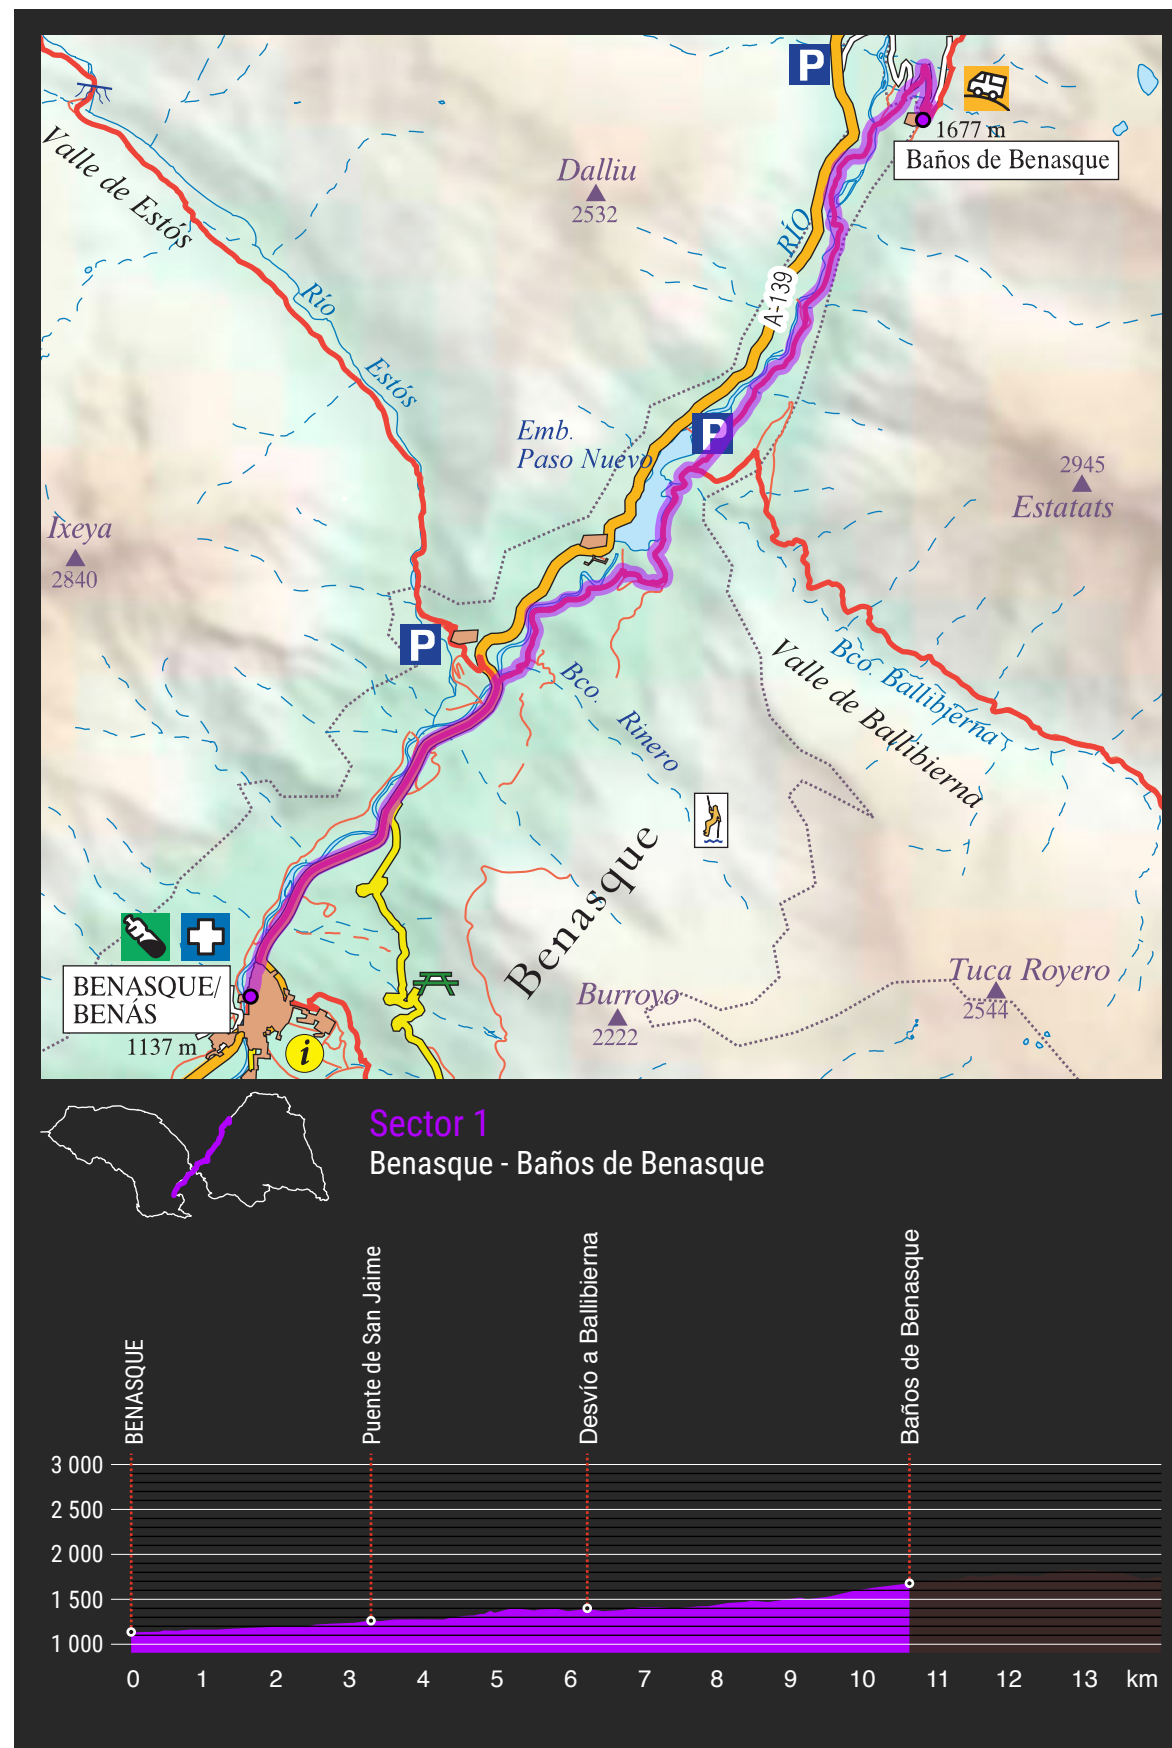 P
1677 m
Baños de Benasque
Valle de Estós
Dalliu
2532
RÍO
A-139
Río
Estós
Emb.
Paso Nuevo
P
2945
Estatats
Ixeya
2840
P
Bco. Ballibierna
Valle de Ballibierna
Bco. Rinero
Benasque
BENASQUE/
BENÁS
1137 m
i
Burroyo
2222
Tuca Royero
2544
Sector 1
Benasque - Baños de Benasque
BENASQUE
Puente de San Jaime
Desvío a Ballibierna
Baños de Benasque
3 000
2 500
2 000
1 500
1 000
0 1 2 3 4 5 6 7 8 9 10 11 12 13 km